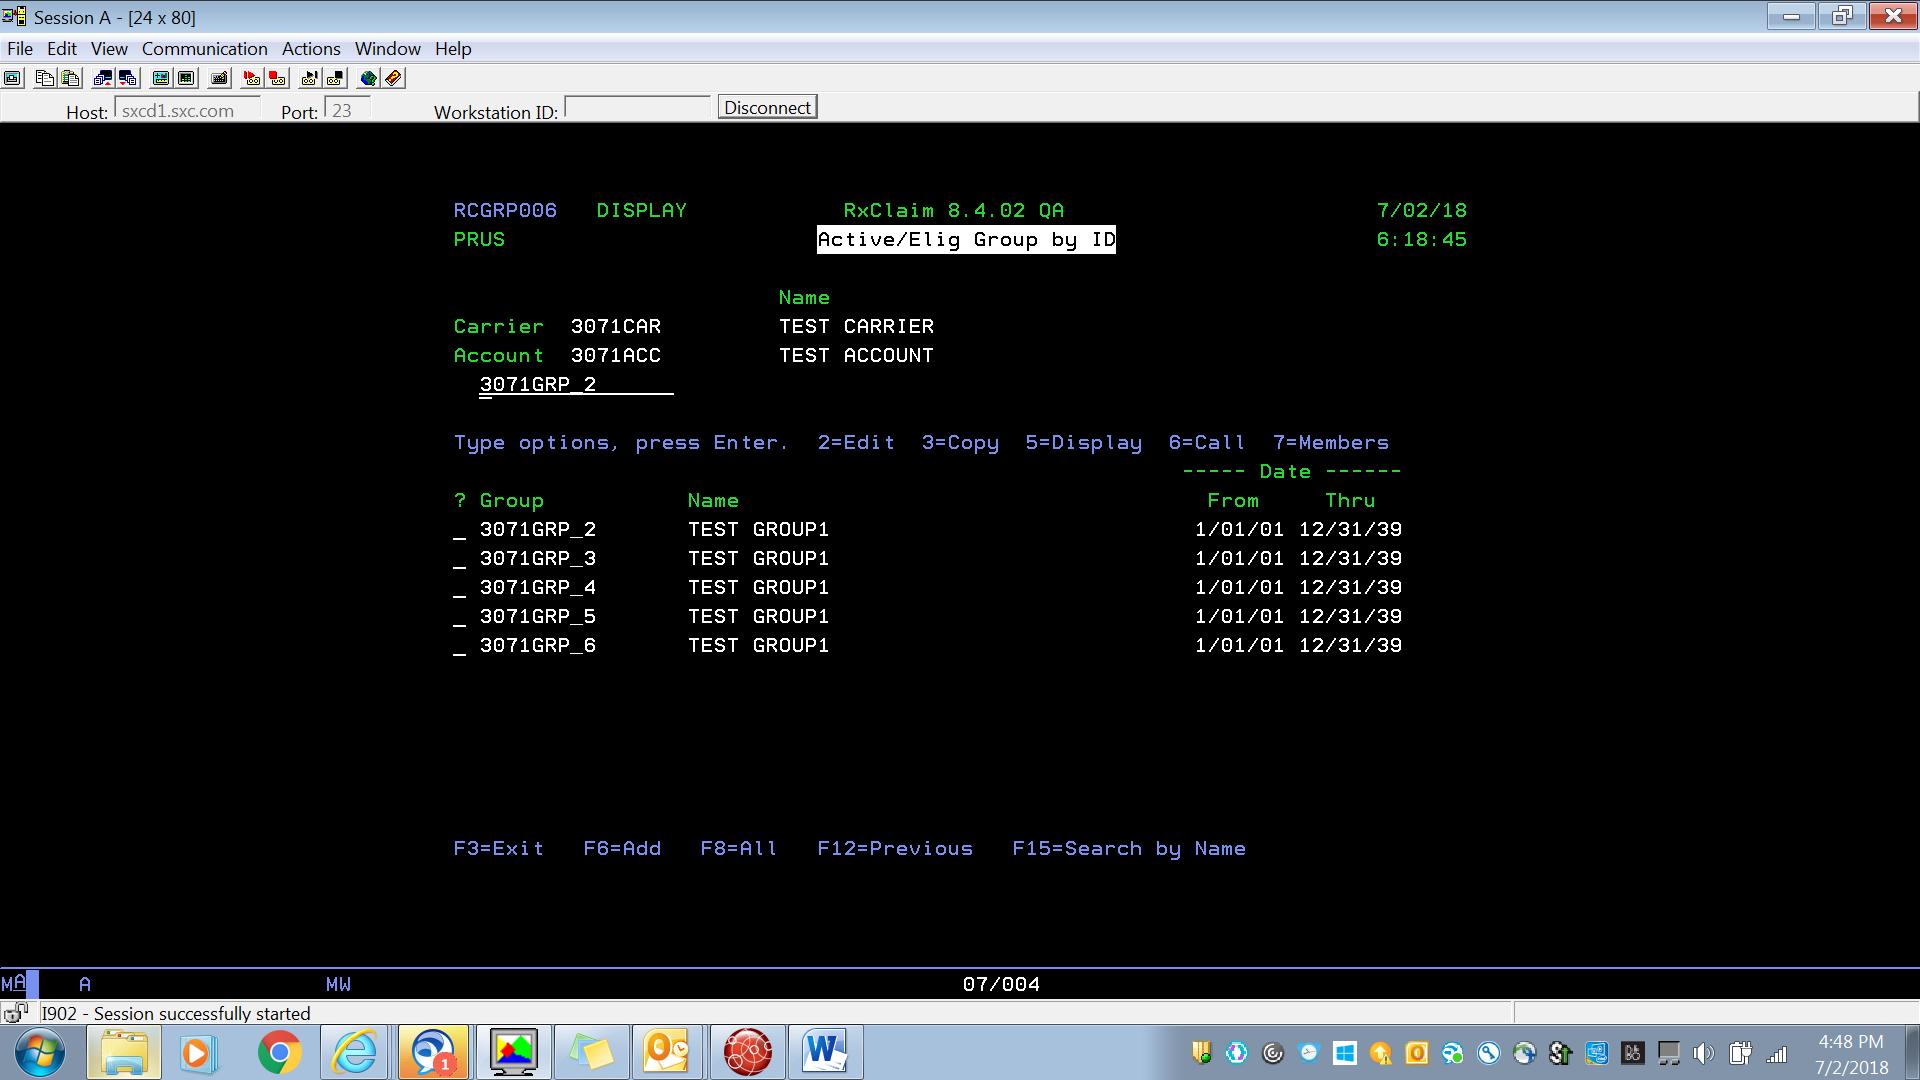 Session A - [24 x 80]
File Edit View Communication Actions Window Help
Host: sxcd1.sxc.com Port: 23 Workstation ID: Disconnect
RCGRP006 DISPLAY RxClaim 8.4.02 QA 7/02/18
PRUS Active/Elig Group by ID 6:18:45
Name
Carrier 3071CAR TEST CARRIER
Account 3071ACC TEST ACCOUNT
3071GRP_2
Type options, press Enter. 2=Edit 3=Copy 5=Display 6=Call 7=Members
----- Date ------
? Group Name From Thru
_ 3071GRP_2 TEST GROUP1 1/01/01 12/31/39
_ 3071GRP_3 TEST GROUP1 1/01/01 12/31/39
_ 3071GRP_4 TEST GROUP1 1/01/01 12/31/39
_ 3071GRP_5 TEST GROUP1 1/01/01 12/31/39
_ 3071GRP_6 TEST GROUP1 1/01/01 12/31/39
F3=Exit F6=Add F8=All F12=Previous F15=Search by Name
MA A MW 07/004
I902 - Session successfully started
1
4:48 PM
7/2/2018